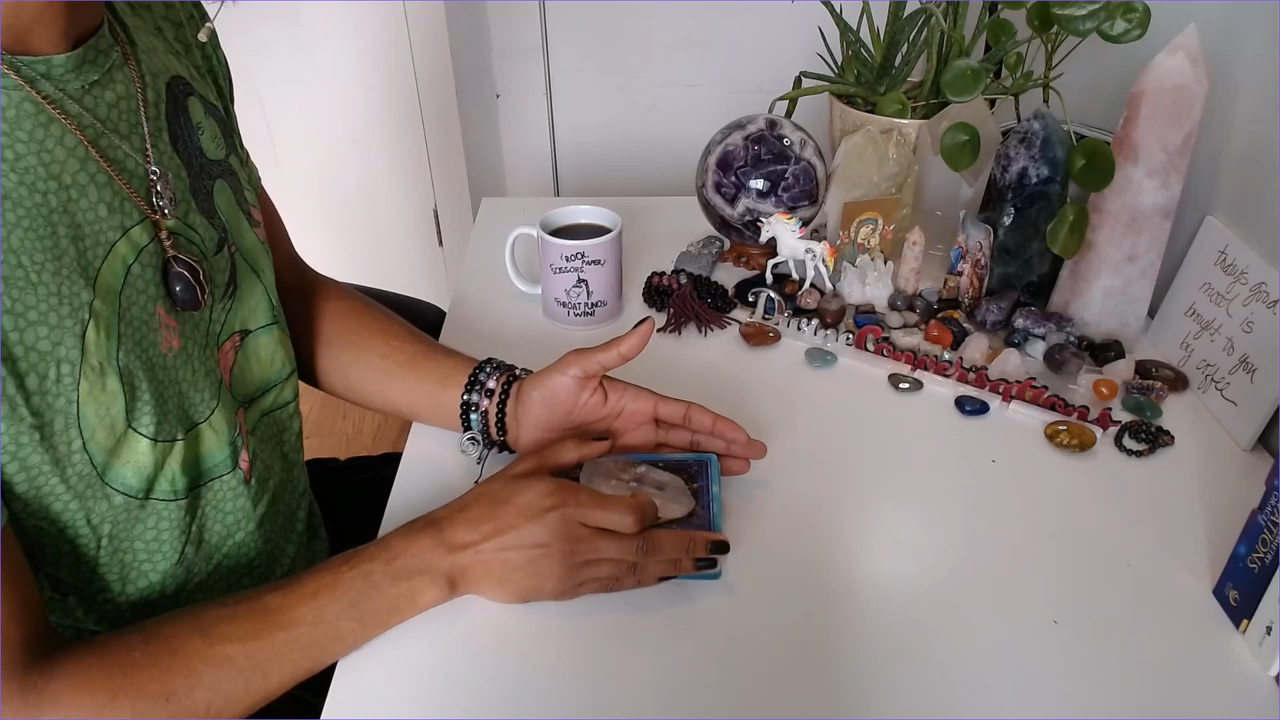 (ROCK,
PAPER)
SCISSORS,
THROAT PUNCH
I WIN!
Divine Conversations
today's good
mood is
brought to you
by coffee